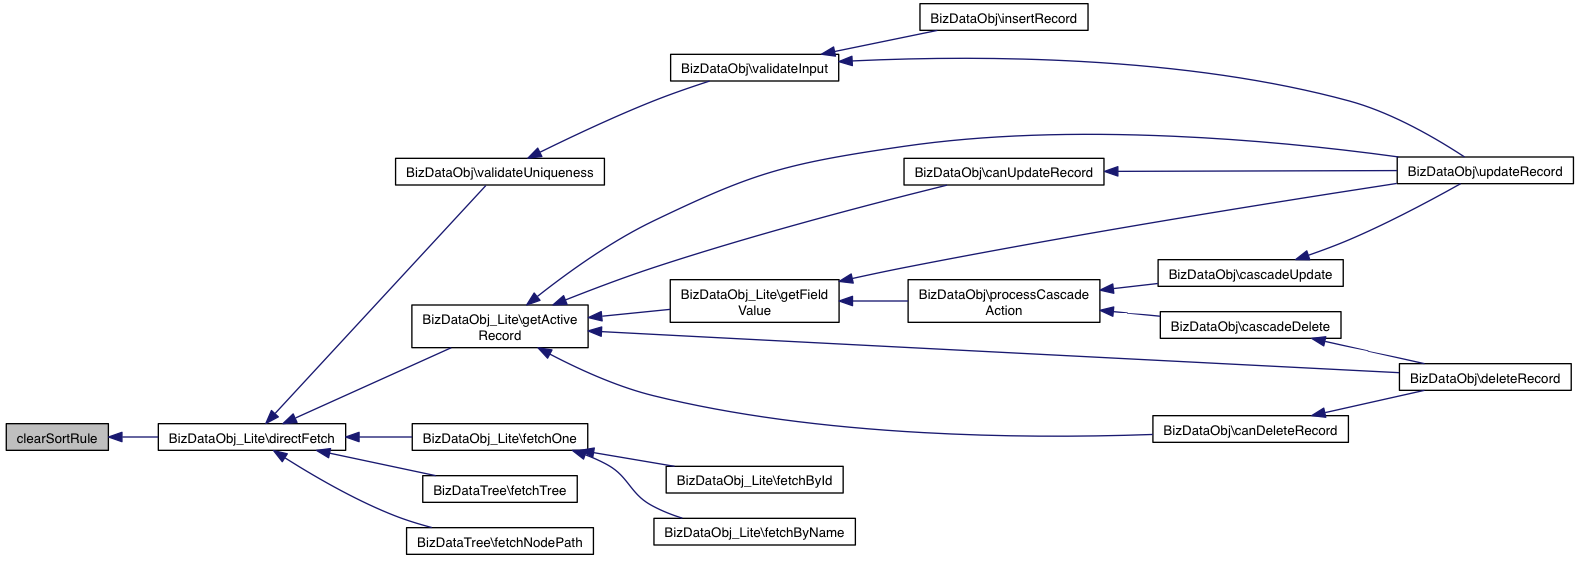 BizDataObj\insertRecord
BizDataObj\validateInput
BizDataObj\validateUniqueness
BizDataObj\canUpdateRecord
BizDataObj\updateRecord
BizDataObj\cascadeUpdate
BizDataObj_Lite\getField
Value
BizDataObj\processCascade
Action
BizDataObj_Lite\getActive
Record
BizDataObj\cascadeDelete
BizDataObj\deleteRecord
BizDataObj\canDeleteRecord
clearSortRule
BizDataObj_Lite\directFetch
BizDataObj_Lite\fetchOne
BizDataObj_Lite\fetchById
BizDataTree\fetchTree
BizDataObj_Lite\fetchByName
BizDataTree\fetchNodePath